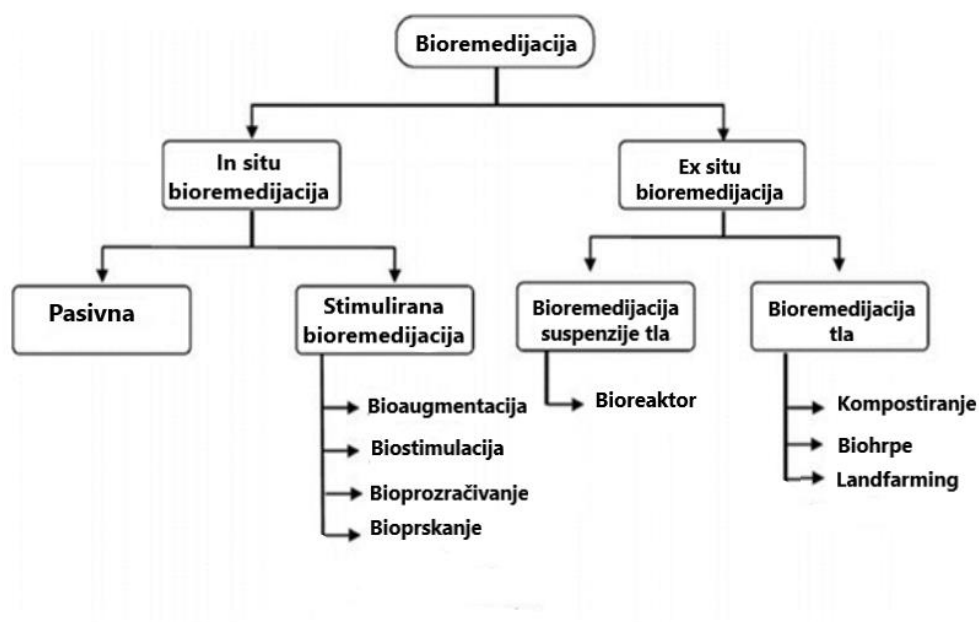 Bioremedijacija
In situ
bioremedijacija
Ex situ
bioremedijacija
Pasivna
Stimulirana
bioremedijacija
Bioremedijacija
suspenzije tla
Bioremedijacija
tla
Bioaugmentacija
Biostimulacija
Bioprozračivanje
Bioprskanje
Bioreaktor
Kompostiranje
Biohrpe
Landfarming